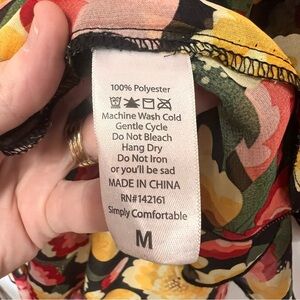 100% Polyester
Machine Wash Cold
Gentle Cycle
Do Not Bleach
Hang Dry
Do Not Iron
or you'll be sad
MADE IN CHINA
RN#142161
Simply Comfortable
M